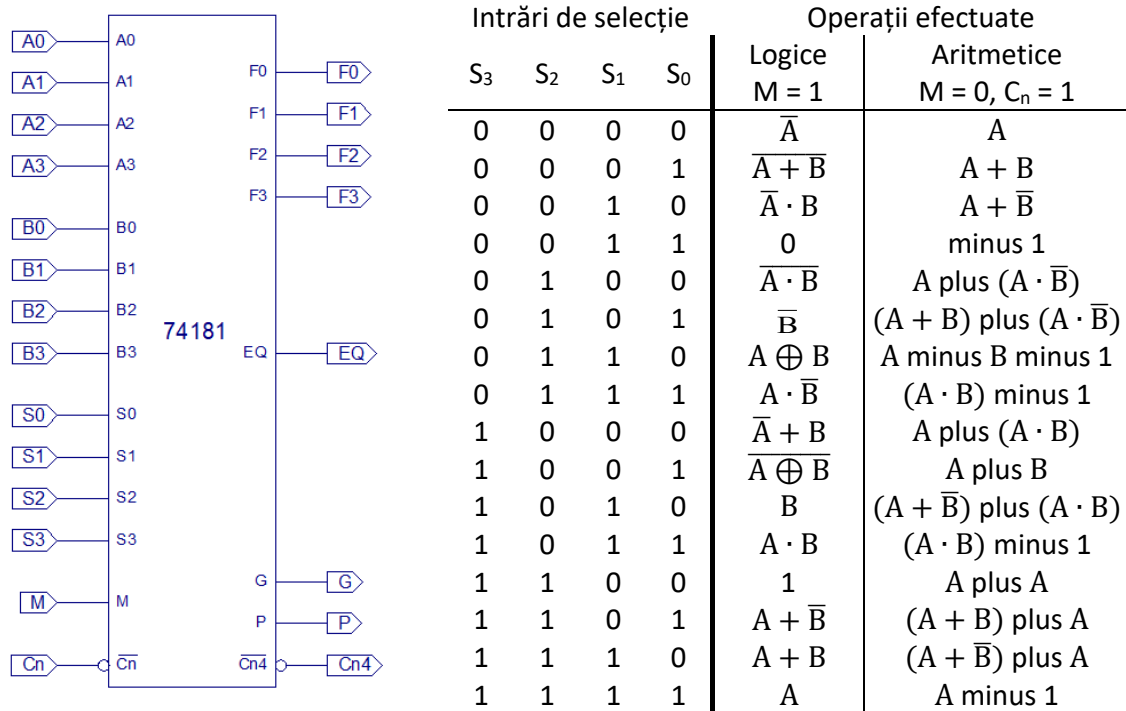 Intrări de selecție Operații efectuate
S₃ S₂ S₁ S₀ Logice M = 1 Aritmetice M = 0, Cₙ = 1
0 0 0 0 A̅ A
0 0 0 1 \overline{A + B} A + B
0 0 1 0 A̅ · B A + B̅
0 0 1 1 0 minus 1
0 1 0 0 \overline{A · B} A plus (A · B̅)
0 1 0 1 B̅ (A + B) plus (A · B̅)
0 1 1 0 A ⊕ B A minus B minus 1
0 1 1 1 A · B̅ (A · B) minus 1
1 0 0 0 A̅ + B A plus (A · B)
1 0 0 1 \overline{A ⊕ B} A plus B
1 0 1 0 B (A + B̅) plus (A · B)
1 0 1 1 A · B (A · B) minus 1
1 1 0 0 1 A plus A
1 1 0 1 A + B̅ (A + B) plus A
1 1 1 0 A + B (A + B̅) plus A
1 1 1 1 A A minus 1
A0 A0
A1 A1
A2 A2
A3 A3
B0 B0
B1 B1
B2 B2
B3 B3
S0 S0
S1 S1
S2 S2
S3 S3
M M
Cn \overline{Cn}
74181
F0 F0
F1 F1
F2 F2
F3 F3
EQ EQ
G G
P P
\overline{Cn4} Cn4